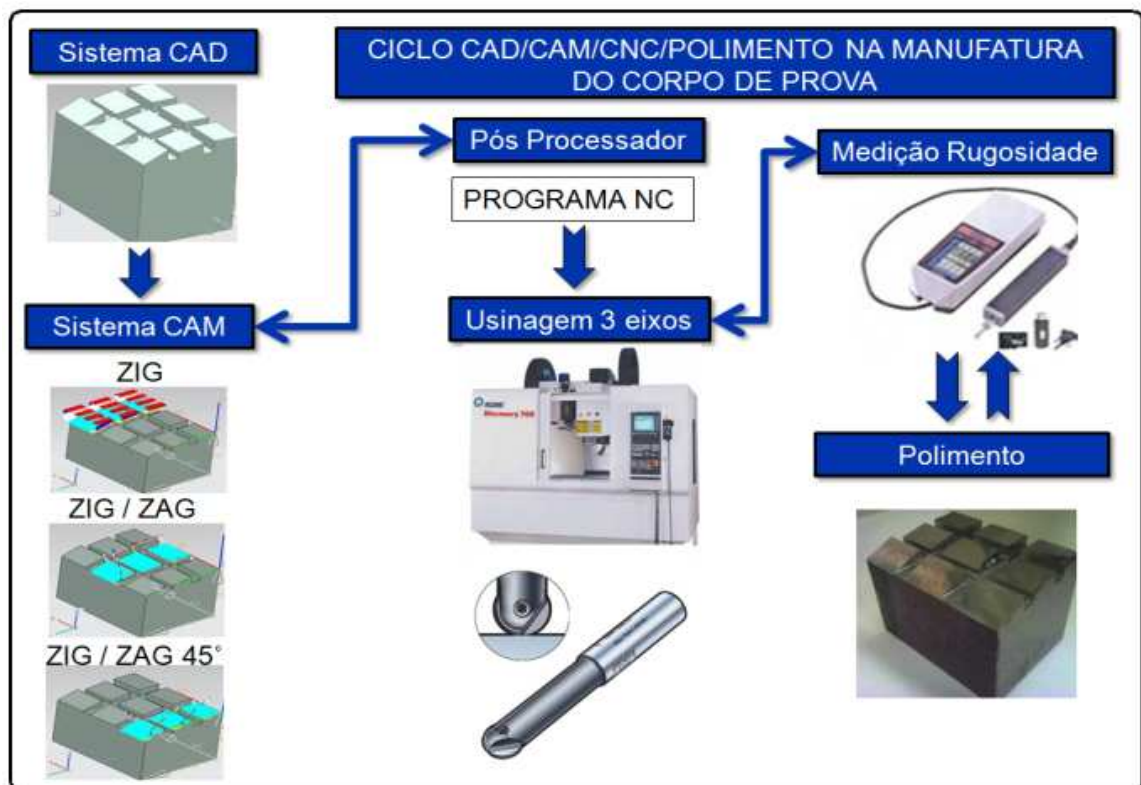 Sistema CAD
CICLO CAD/CAM/CNC/POLIMENTO NA MANUFATURA
DO CORPO DE PROVA
Pós Processador
PROGRAMA NC
Medição Rugosidade
Sistema CAM
Usinagem 3 eixos
ZIG
ZIG / ZAG
ZIG / ZAG 45°
Polimento